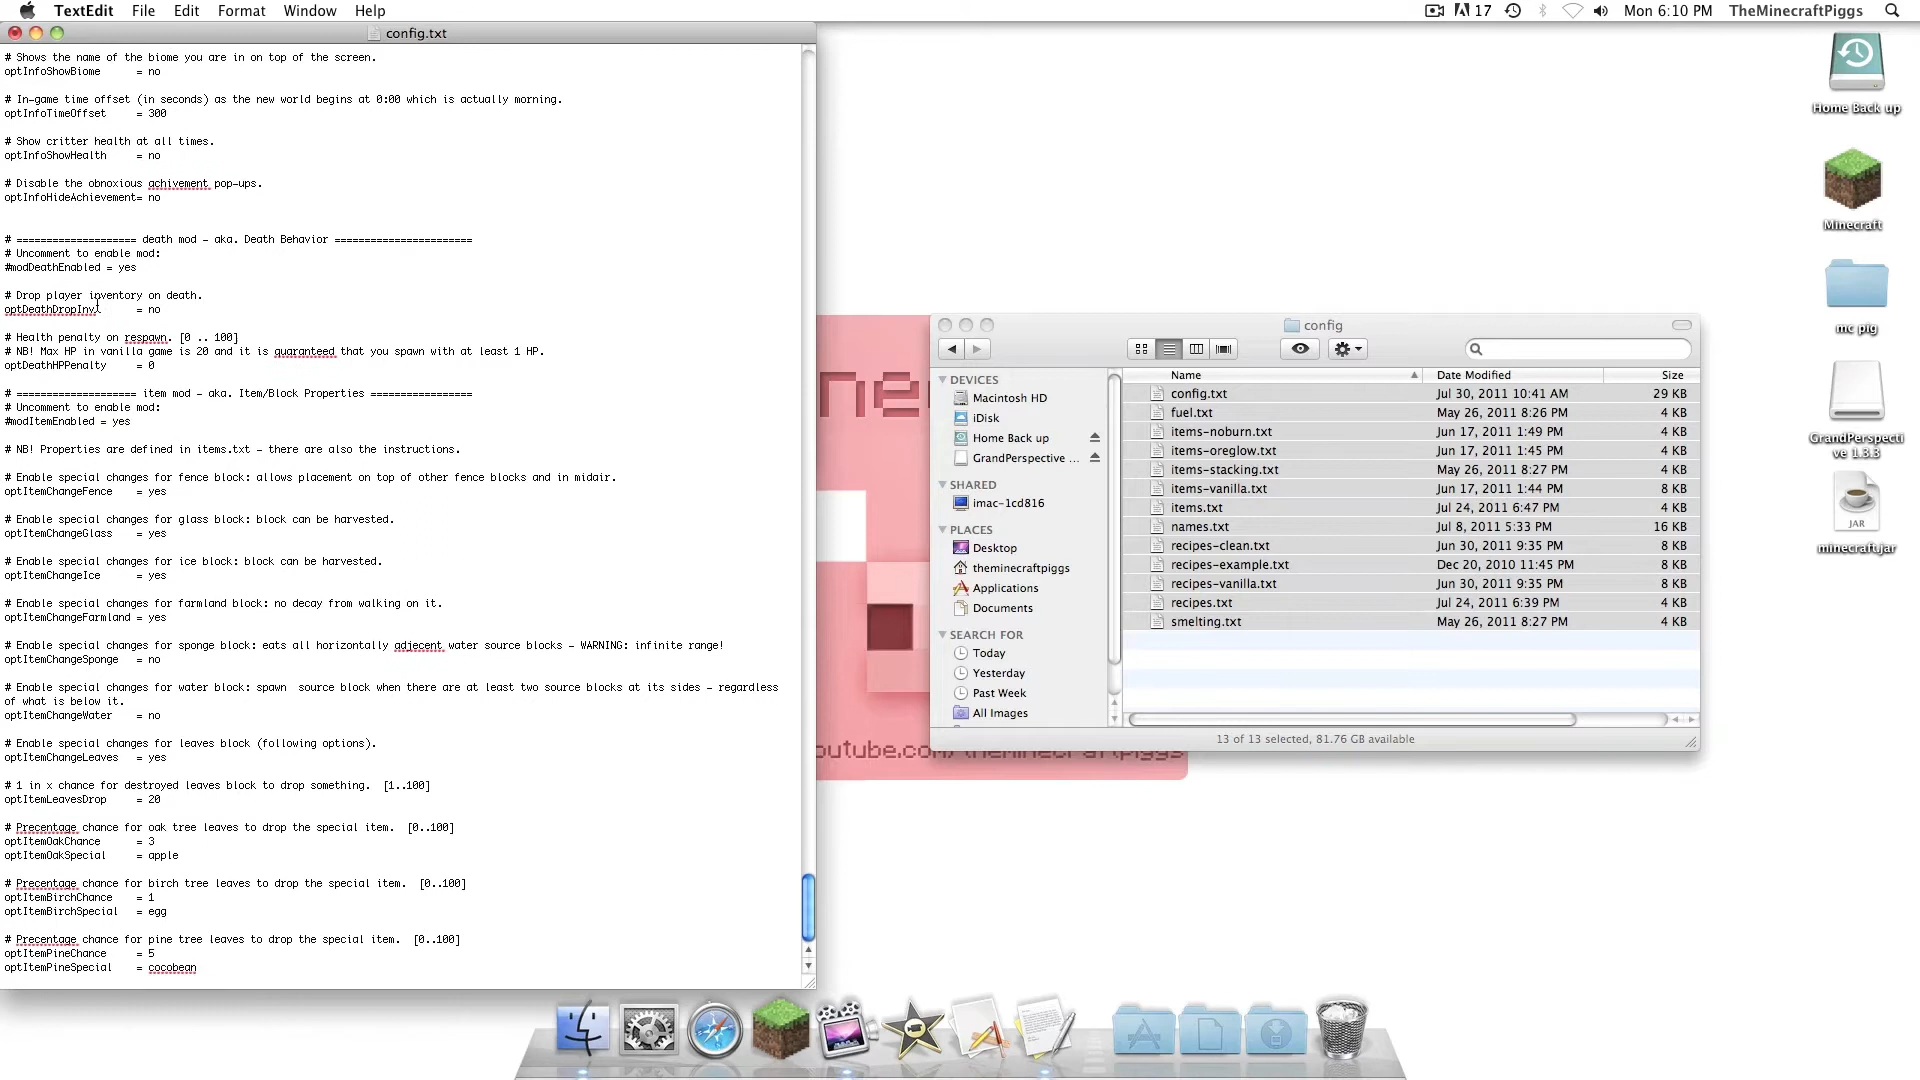 TextEdit File Edit Format Window Help
17 Mon 6:10 PM TheMinecraftPiggs
config.txt
# Shows the name of the biome you are in on top of the screen.
optInfoShowBiome = no
# In-game time offset (in seconds) as the new world begins at 0:00 which is actually morning.
optInfoTimeOffset = 300
# Show critter health at all times.
optInfoShowHealth = no
# Disable the obnoxious achivement pop-ups.
optInfoHideAchievement= no
# ==================== death mod - aka. Death Behavior =======================
# Uncomment to enable mod:
#modDeathEnabled = yes
# Drop player inventory on death.
optDeathDropInv = no
# Health penalty on respawn. [0 .. 100]
# NB! Max HP in vanilla game is 20 and it is quaranteed that you spawn with at least 1 HP.
optDeathHPPenalty = 0
# ==================== item mod - aka. Item/Block Properties =================
# Uncomment to enable mod:
#modItemEnabled = yes
# NB! Properties are defined in items.txt - there are also the instructions.
# Enable special changes for fence block: allows placement on top of other fence blocks and in midair.
optItemChangeFence = yes
# Enable special changes for glass block: block can be harvested.
optItemChangeGlass = yes
# Enable special changes for ice block: block can be harvested.
optItemChangeIce = yes
# Enable special changes for farmland block: no decay from walking on it.
optItemChangeFarmland = yes
# Enable special changes for sponge block: eats all horizontally adjecent water source blocks - WARNING: infinite range!
optItemChangeSponge = no
# Enable special changes for water block: spawn source block when there are at least two source blocks at its sides - regardless
of what is below it.
optItemChangeWater = no
# Enable special changes for leaves block (following options).
optItemChangeLeaves = yes
# 1 in x chance for destroyed leaves block to drop something. [1..100]
optItemLeavesDrop = 20
# Precentage chance for oak tree leaves to drop the special item. [0..100]
optItemOakChance = 3
optItemOakSpecial = apple
# Precentage chance for birch tree leaves to drop the special item. [0..100]
optItemBirchChance = 1
optItemBirchSpecial = egg
# Precentage chance for pine tree leaves to drop the special item. [0..100]
optItemPineChance = 5
optItemPineSpecial = cocobean
config
DEVICES
Macintosh HD
iDisk
Home Back up
GrandPerspective ...
SHARED
imac-1cd816
PLACES
Desktop
theminecraftpiggs
Applications
Documents
SEARCH FOR
Today
Yesterday
Past Week
All Images
Name Date Modified Size
config.txt Jul 30, 2011 10:41 AM 29 KB
fuel.txt May 26, 2011 8:26 PM 4 KB
items-noburn.txt Jun 17, 2011 1:49 PM 4 KB
items-oreglow.txt Jun 17, 2011 1:45 PM 4 KB
items-stacking.txt May 26, 2011 8:27 PM 4 KB
items-vanilla.txt Jun 17, 2011 1:44 PM 8 KB
items.txt Jul 24, 2011 6:47 PM 4 KB
names.txt Jul 8, 2011 5:33 PM 16 KB
recipes-clean.txt Jun 30, 2011 9:35 PM 8 KB
recipes-example.txt Dec 20, 2010 11:45 PM 8 KB
recipes-vanilla.txt Jun 30, 2011 9:35 PM 8 KB
recipes.txt Jul 24, 2011 6:39 PM 4 KB
smelting.txt May 26, 2011 8:27 PM 4 KB
13 of 13 selected, 81.76 GB available
outube.com/theminecraftpiggs
Home Back up
Minecraft
mc pig
GrandPerspecti
ve 1.3.3
JAR
minecraft.jar